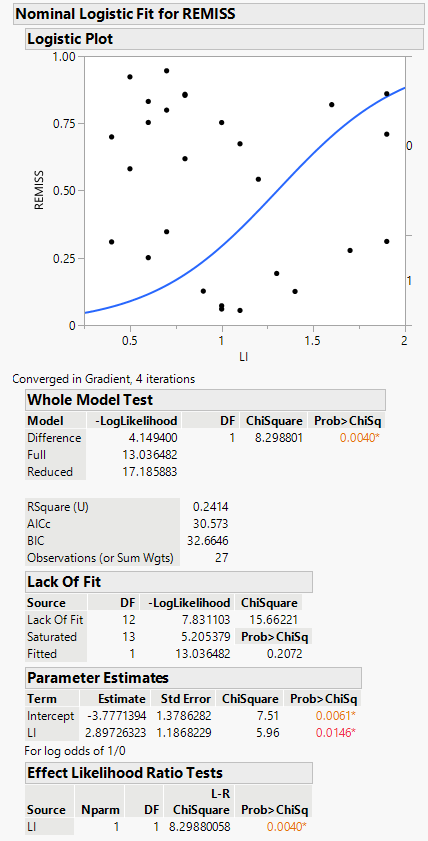 Nominal Logistic Fit for REMISS
Logistic Plot
1.00
0.75
0.50
0.25
0
REMISS
0
1
0.5 1 1.5 2
LI
Converged in Gradient, 4 iterations
Whole Model Test
Model -LogLikelihood DF ChiSquare Prob>ChiSq
Difference 4.149400 1 8.298801 0.0040*
Full 13.036482
Reduced 17.185883
RSquare (U) 0.2414
AICc 30.573
BIC 32.6646
Observations (or Sum Wgts) 27
Lack Of Fit
Source DF -LogLikelihood ChiSquare
Lack Of Fit 12 7.831103 15.66221
Saturated 13 5.205379 Prob>ChiSq
Fitted 1 13.036482 0.2072
Parameter Estimates
Term Estimate Std Error ChiSquare Prob>ChiSq
Intercept -3.7771394 1.3786282 7.51 0.0061*
LI 2.89726323 1.1868229 5.96 0.0146*
For log odds of 1/0
Effect Likelihood Ratio Tests
L-R
Source Nparm DF ChiSquare Prob>ChiSq
LI 1 1 8.29880058 0.0040*